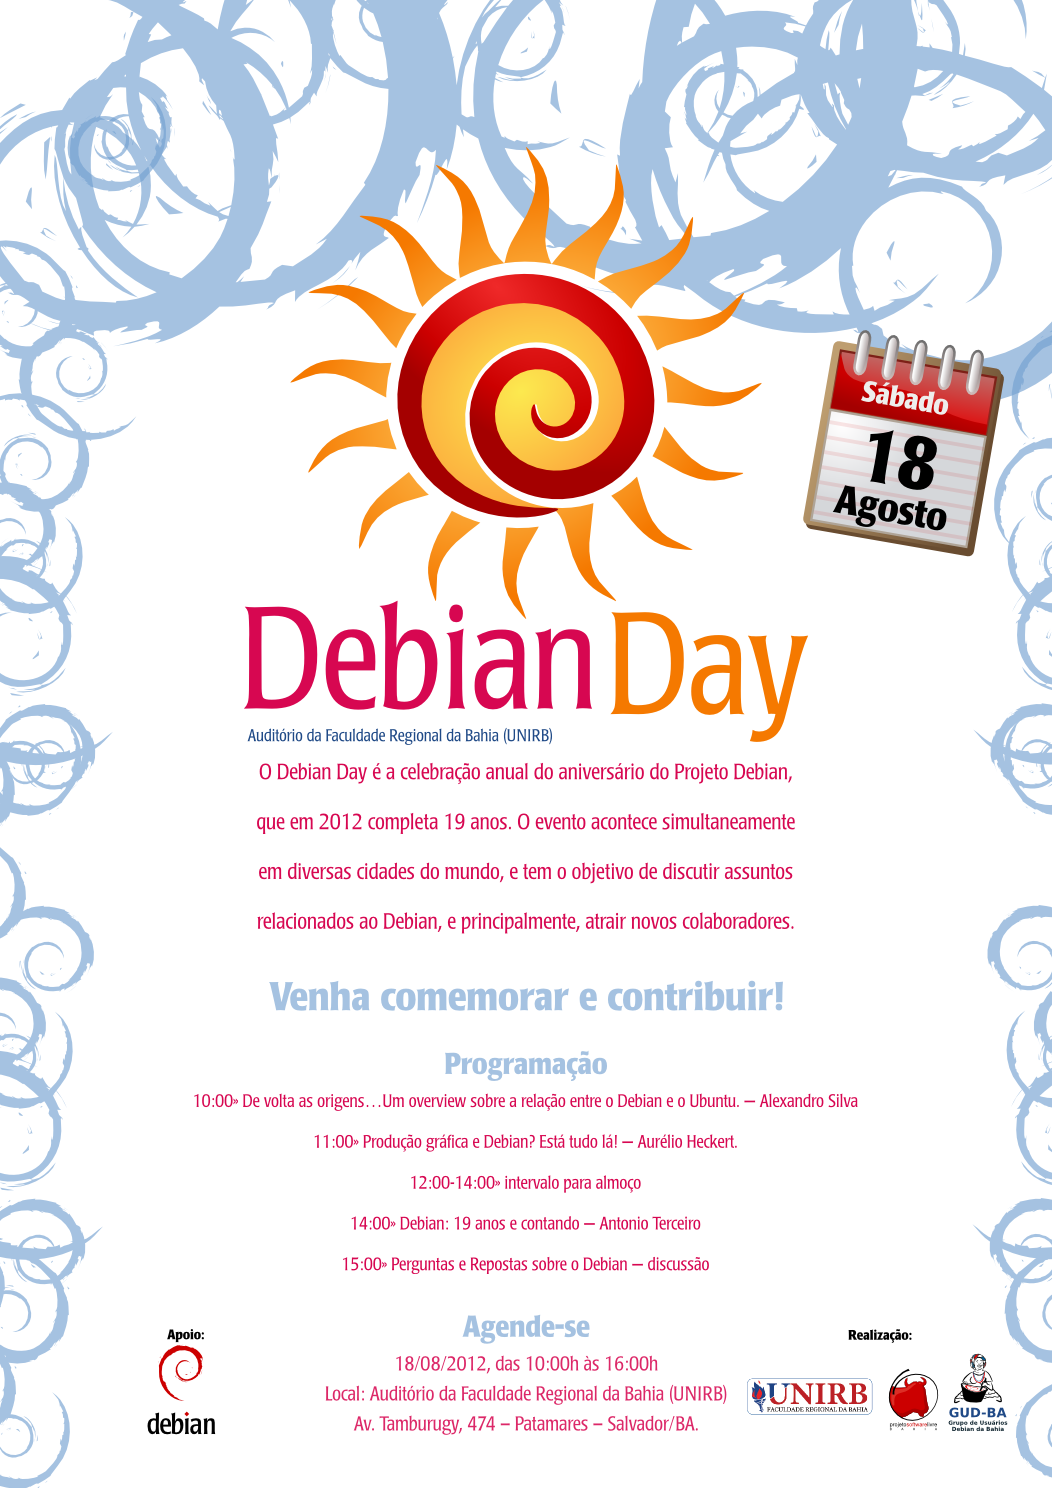 Sábado
18
Agosto
DebianDay
Auditório da Faculdade Regional da Bahia (UNIRB)
O Debian Day é a celebração anual do aniversário do Projeto Debian,
que em 2012 completa 19 anos. O evento acontece simultaneamente
em diversas cidades do mundo, e tem o objetivo de discutir assuntos
relacionados ao Debian, e principalmente, atrair novos colaboradores.
Venha comemorar e contribuir!
Programação
10:00» De volta as origens…Um overview sobre a relação entre o Debian e o Ubuntu. — Alexandro Silva
11:00» Produção gráfica e Debian? Está tudo lá! — Aurélio Heckert.
12:00-14:00» intervalo para almoço
14:00» Debian: 19 anos e contando — Antonio Terceiro
15:00» Perguntas e Repostas sobre o Debian — discussão
Agende-se
18/08/2012, das 10:00h às 16:00h
Local: Auditório da Faculdade Regional da Bahia (UNIRB)
Av. Tamburugy, 474 – Patamares – Salvador/BA.
Apoio:
debian
Realização:
UNIRB
FACULDADE REGIONAL DA BAHIA
projetosoftwarelivre
BAHIA
GUD-BA
Grupo de Usuários
Debian da Bahia